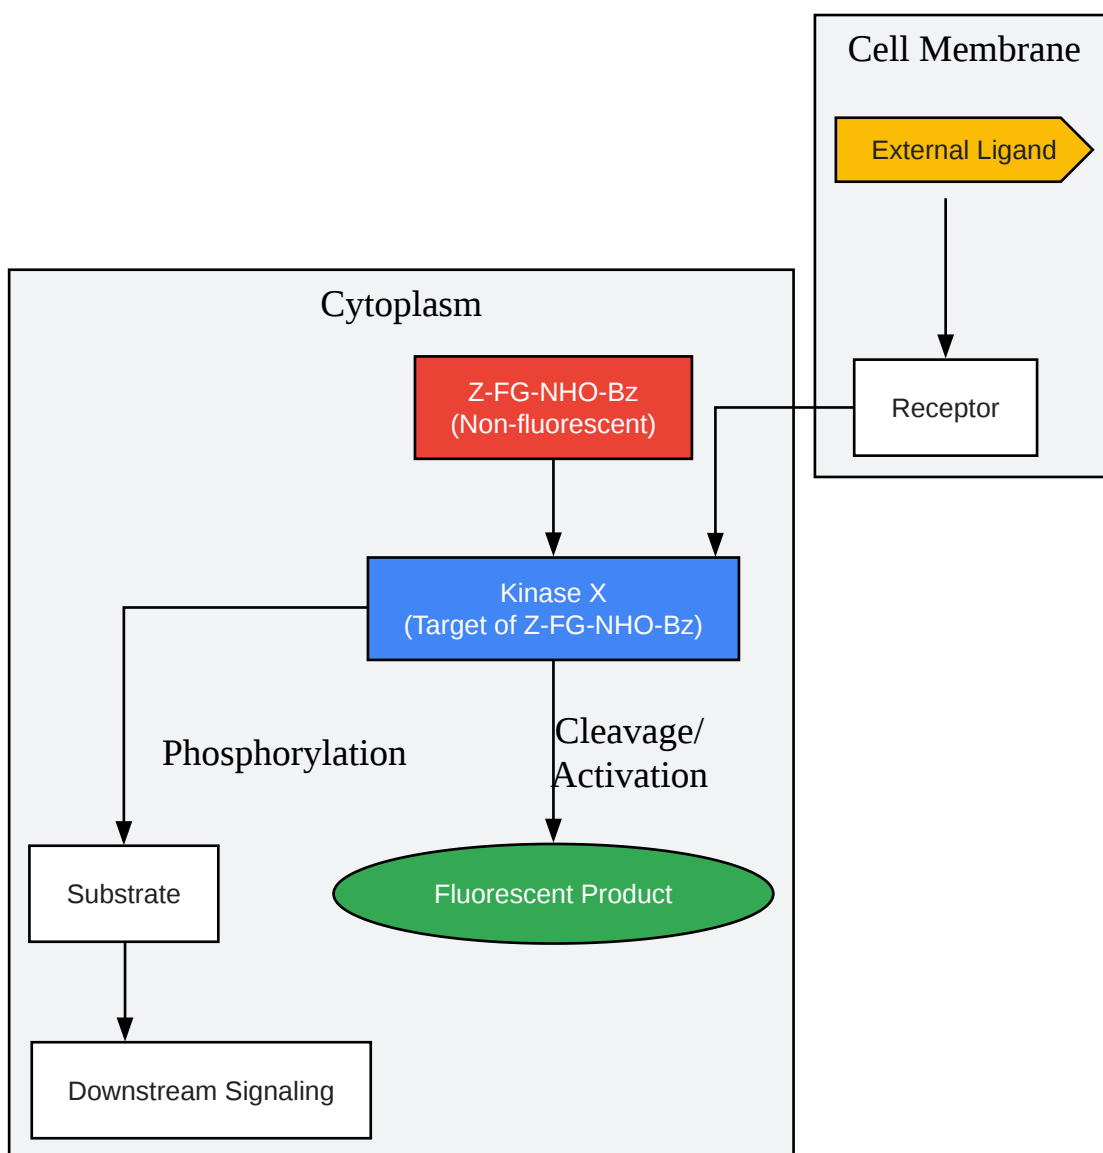 Cell Membrane
External Ligand
Receptor
Cytoplasm
Z-FG-NHO-Bz
(Non-fluorescent)
Kinase X
(Target of Z-FG-NHO-Bz)
Phosphorylation
Cleavage/
Activation
Substrate
Fluorescent Product
Downstream Signaling